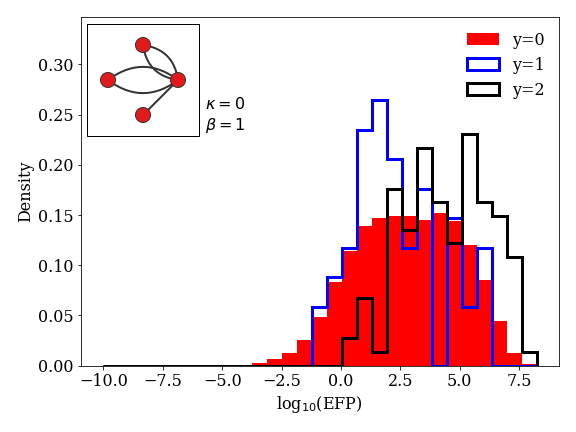 κ = 0
β = 1
y=0
y=1
y=2
Density
0.30
0.25
0.20
0.15
0.10
0.05
0.00
−10.0 −7.5 −5.0 −2.5 0.0 2.5 5.0 7.5
log₁₀(EFP)